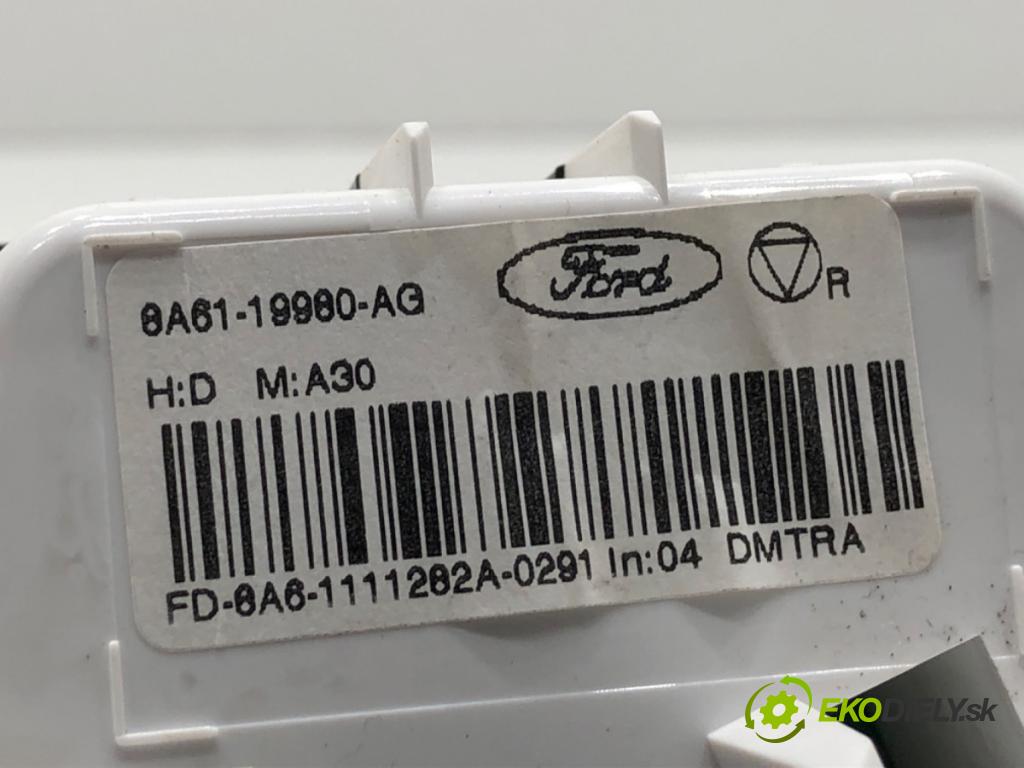 8A61-19980-AG
Ford
R
H:D M:A30
FD-8A6-1111282A-0291 In:04 DMTRA
EKODIELY.sk